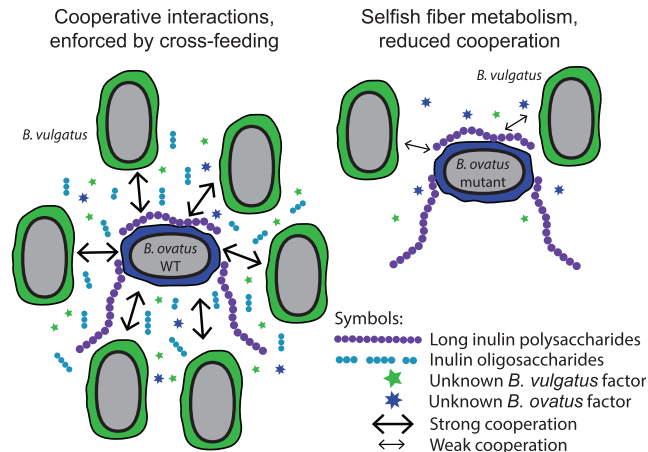 Cooperative interactions,
enforced by cross-feeding
Selfish fiber metabolism,
reduced cooperation
B. vulgatus
B. ovatus
WT
B. vulgatus
B. ovatus
mutant
Symbols:
Long inulin polysaccharides
Inulin oligosaccharides
Unknown B. vulgatus factor
Unknown B. ovatus factor
Strong cooperation
Weak cooperation